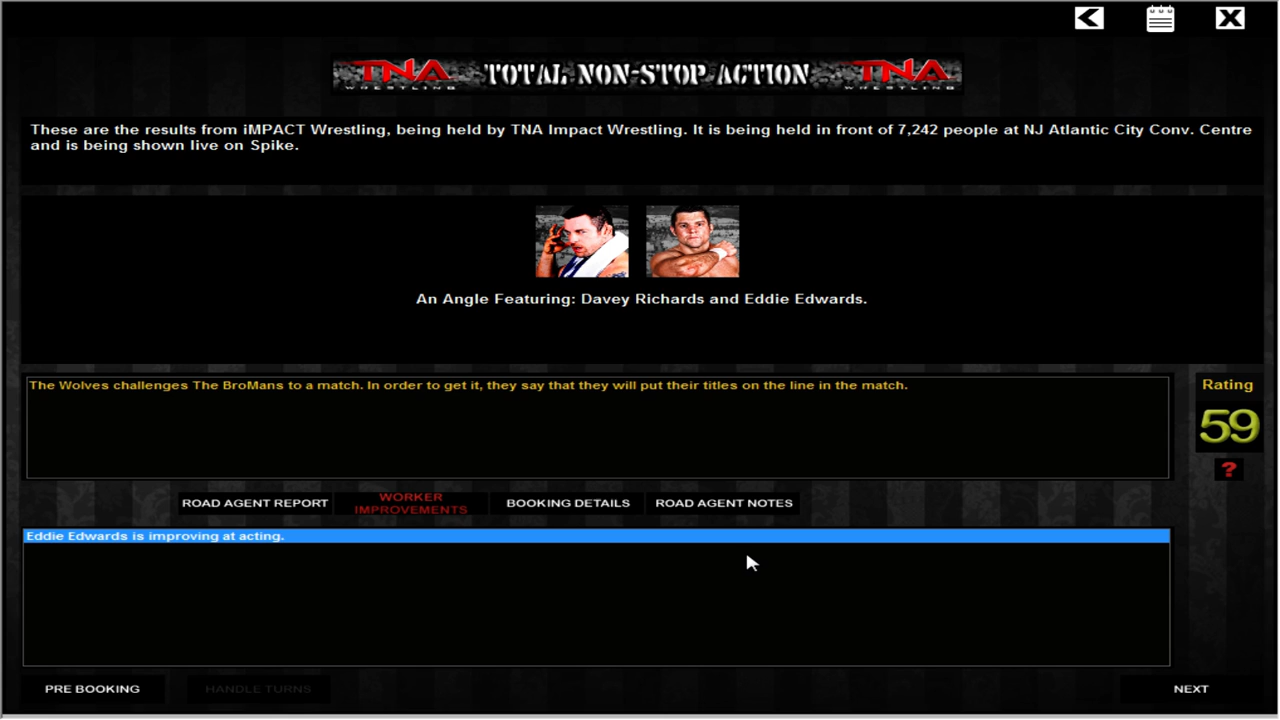 TNA WRESTLING TOTAL NON-STOP ACTION TNA WRESTLING
These are the results from iMPACT Wrestling, being held by TNA Impact Wrestling. It is being held in front of 7,242 people at NJ Atlantic City Conv. Centre
and is being shown live on Spike.
An Angle Featuring: Davey Richards and Eddie Edwards.
The Wolves challenges The BroMans to a match. In order to get it, they say that they will put their titles on the line in the match.
Rating
59
?
ROAD AGENT REPORT
WORKER
IMPROVEMENTS
BOOKING DETAILS
ROAD AGENT NOTES
Eddie Edwards is improving at acting.
PRE BOOKING
HANDLE TURNS
NEXT